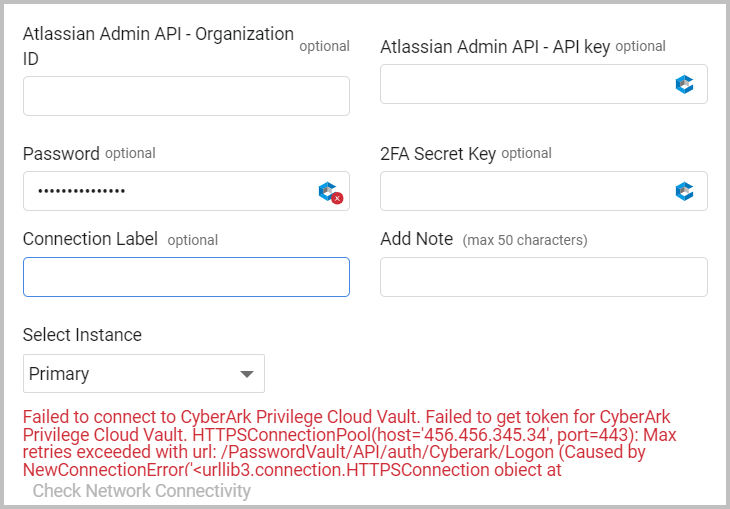 Atlassian Admin API - Organization ID optional
Atlassian Admin API - API key optional
Password optional
2FA Secret Key optional
•••••••••••••••
Connection Label optional
Add Note (max 50 characters)
Select Instance
Primary
Failed to connect to CyberArk Privilege Cloud Vault. Failed to get token for CyberArk
Privilege Cloud Vault. HTTPSConnectionPool(host='456.456.345.34', port=443): Max
retries exceeded with url: /PasswordVault/API/auth/Cyberark/Logon (Caused by
NewConnectionError('<urllib3.connection.HTTPSConnection object at
Check Network Connectivity